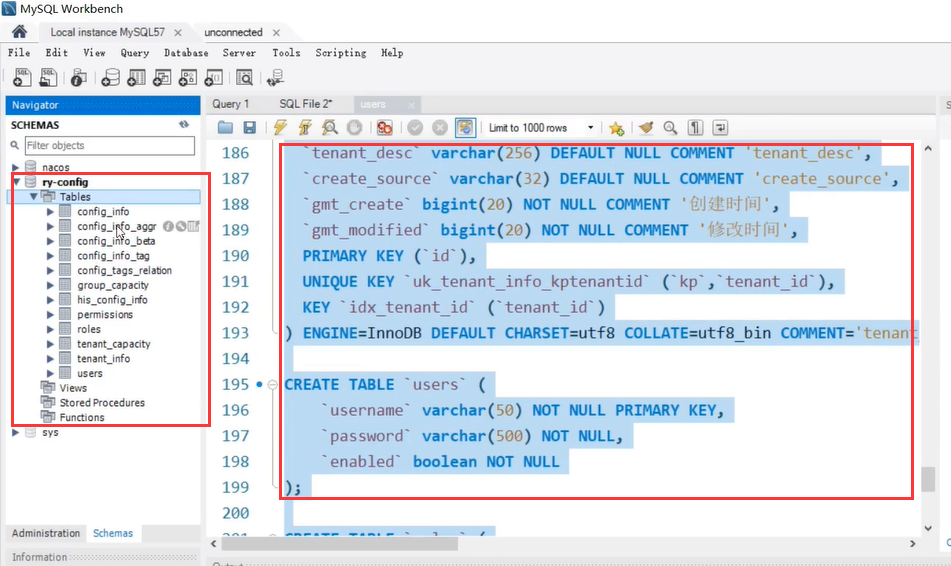 MySQL Workbench
Local instance MySQL57
unconnected
File Edit View Query Database Server Tools Scripting Help
Navigator
Query 1
SQL File 2*
users
SCHEMAS
Limit to 1000 rows
Filter objects
nacos
ry-config
Tables
config_info
config_info_aggr
config_info_beta
config_info_tag
config_tags_relation
group_capacity
his_config_info
permissions
roles
tenant_capacity
tenant_info
users
Views
Stored Procedures
Functions
sys
Administration Schemas
Information
186 `tenant_desc` varchar(256) DEFAULT NULL COMMENT 'tenant_desc',
187 `create_source` varchar(32) DEFAULT NULL COMMENT 'create_source',
188 `gmt_create` bigint(20) NOT NULL COMMENT '创建时间',
189 `gmt_modified` bigint(20) NOT NULL COMMENT '修改时间',
190 PRIMARY KEY (`id`),
191 UNIQUE KEY `uk_tenant_info_kptenantid` (`kp`,`tenant_id`),
192 KEY `idx_tenant_id` (`tenant_id`)
193 ) ENGINE=InnoDB DEFAULT CHARSET=utf8 COLLATE=utf8_bin COMMENT='tenant
194
195 CREATE TABLE `users` (
196 `username` varchar(50) NOT NULL PRIMARY KEY,
197 `password` varchar(500) NOT NULL,
198 `enabled` boolean NOT NULL
199 );
200